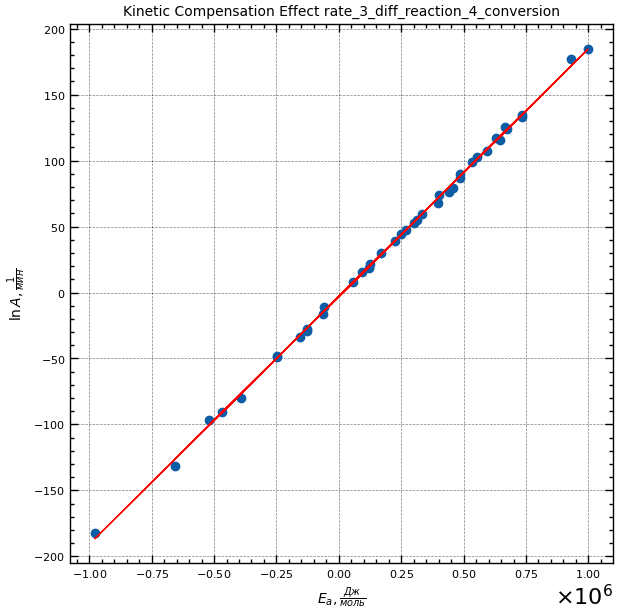 Kinetic Compensation Effect rate_3_diff_reaction_4_conversion
200
150
100
50
0
−50
−100
−150
−200
ln A, 1/мин
−1.00 −0.75 −0.50 −0.25 0.00 0.25 0.50 0.75 1.00
E_a, Дж/моль
×10^6